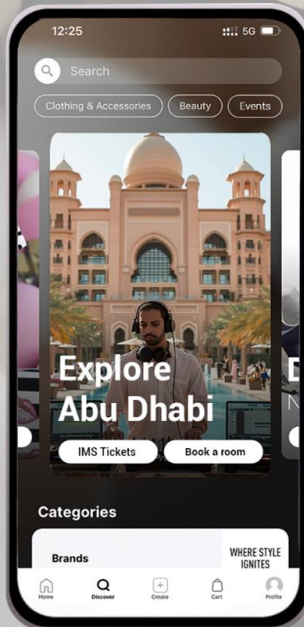 12:25
5G
Search
Clothing & Accessories
Beauty
Events
Explore
Abu Dhabi
IMS Tickets
Book a room
Categories
Brands
WHERE STYLE
IGNITES
Home
Discover
Create
Cart
Profile